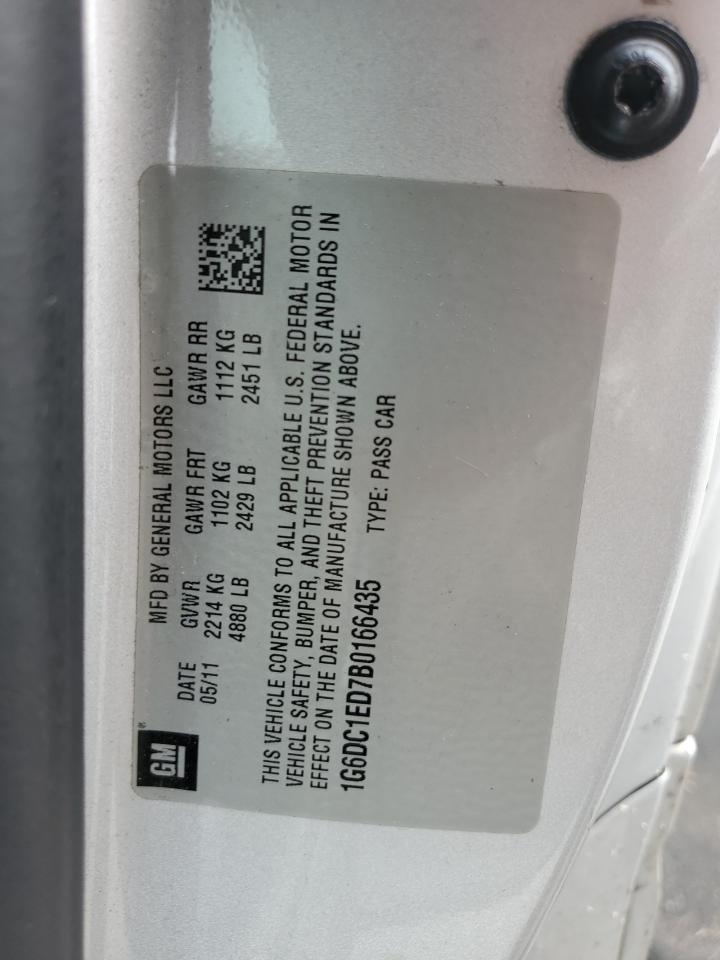 GM®
MFD BY GENERAL MOTORS LLC
DATE GVWR GAWR FRT GAWR RR
05/11 2214 KG 1102 KG 1112 KG
4880 LB 2429 LB 2451 LB
THIS VEHICLE CONFORMS TO ALL APPLICABLE U.S. FEDERAL MOTOR
VEHICLE SAFETY, BUMPER, AND THEFT PREVENTION STANDARDS IN
EFFECT ON THE DATE OF MANUFACTURE SHOWN ABOVE.
1G6DC1ED7B0166435 TYPE: PASS CAR